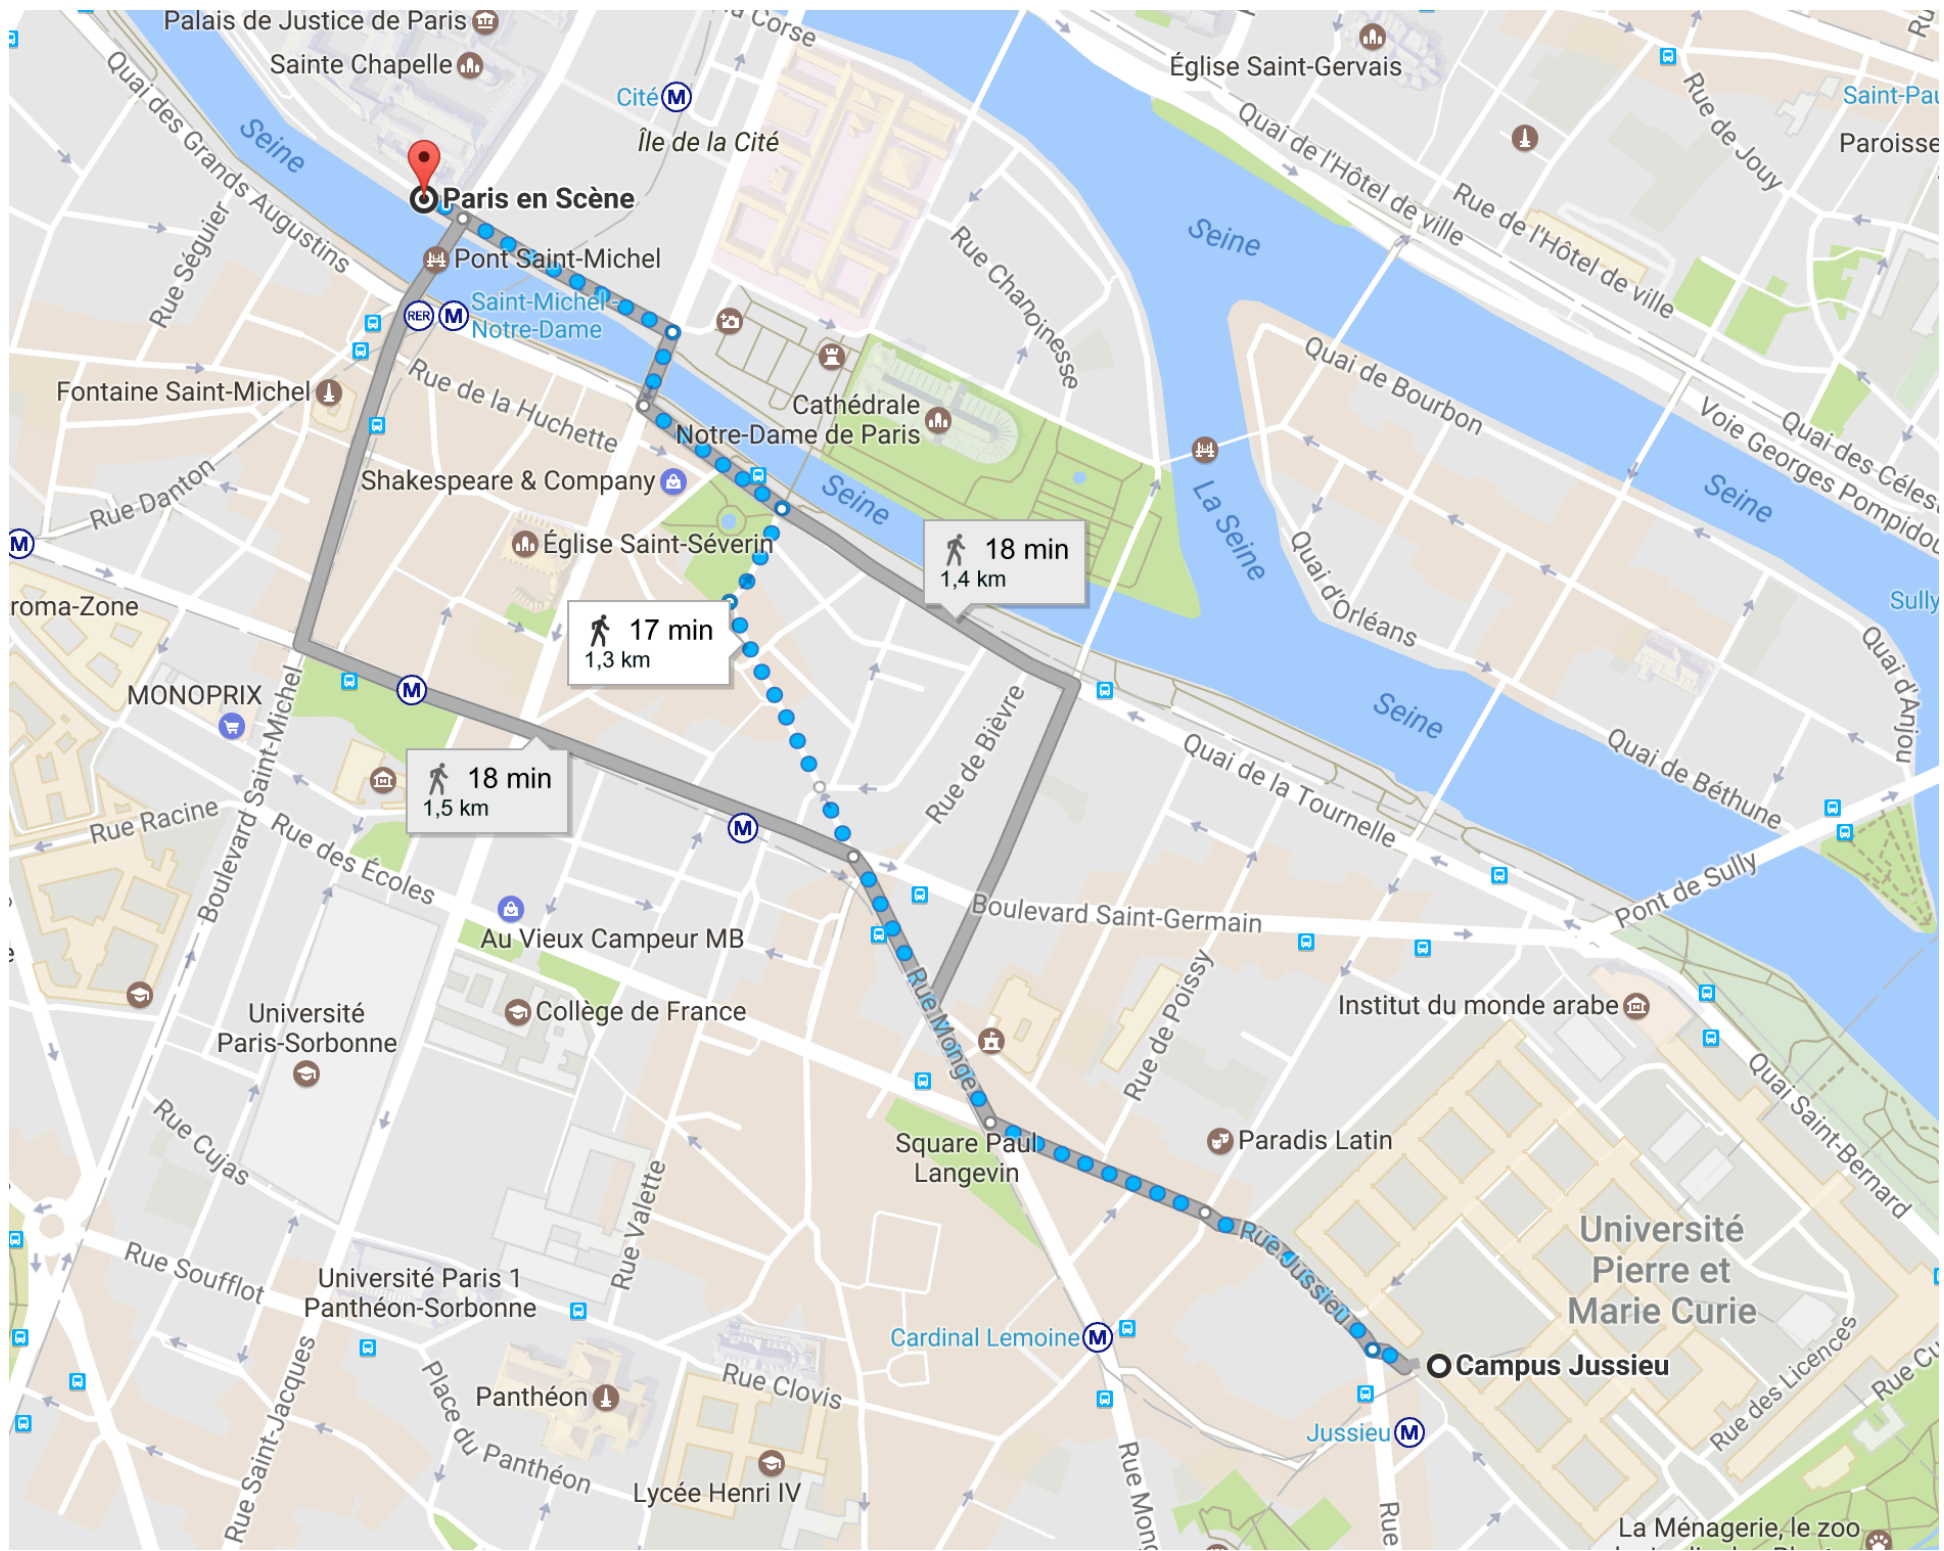 Palais de Justice de Paris
la Corse
Sainte Chapelle
Église Saint-Gervais
Quai des Grands Augustins
Seine
Cité
M
Île de la Cité
Quai de l'Hôtel de ville
Rue de Jouy
Saint-Pau
Paroisse
Rue de l'Hôtel de ville
Paris en Scène
Rue Séguier
Pont Saint-Michel
Seine
Rue Chanoinesse
RER
M
Saint-Michel -
Notre-Dame
Quai de Bourbon
Fontaine Saint-Michel
Rue de la Huchette
Cathédrale
Notre-Dame de Paris
Voie Georges Pompidou
Quai-des-Célest
Shakespeare & Company
Seine
La Seine
Seine
Rue Danton
M
Église Saint-Séverin
18 min
1,4 km
Quai d'Orléans
roma-Zone
Sully
17 min
1,3 km
Quai d'Anjou
MONOPRIX
M
Boulevard Saint-Michel
Rue de Bièvre
Seine
Quai de la Tournelle
Quai de Béthune
18 min
1,5 km
Rue Racine
Rue des Écoles
M
Pont de Sully
Boulevard Saint-Germain
Au Vieux Campeur MB
Rue Monge
Rue de Poissy
Université
Paris-Sorbonne
Collège de France
Institut du monde arabe
Quai Saint-Bernard
Rue Cujas
Square Paul
Langevin
Paradis Latin
Rue Valette
Rue Jussieu
Université
Pierre et
Marie Curie
Rue Soufflot
Université Paris 1
Panthéon-Sorbonne
Cardinal Lemoine
M
Campus Jussieu
Rue Saint-Jacques
Place du Panthéon
Panthéon
Rue Clovis
Rue des Licences
Rue Cu
Jussieu
M
Lycée Henri IV
Rue Mong
Rue
La Ménagerie, le zoo